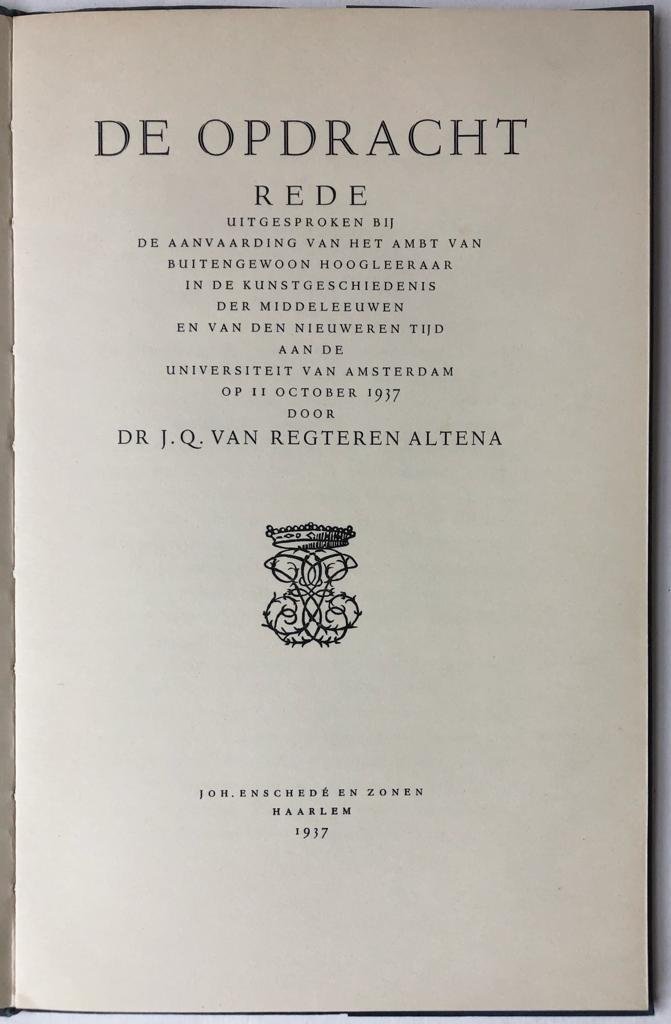 DE OPDRACHT
REDE
UITGESPROKEN BIJ
DE AANVAARDING VAN HET AMBT VAN
BUITENGEWOON HOOGLEERAAR
IN DE KUNSTGESCHIEDENIS
DER MIDDELEEUWEN
EN VAN DEN NIEUWEREN TIJD
AAN DE
UNIVERSITEIT VAN AMSTERDAM
OP 11 OCTOBER 1937
DOOR
DR J.Q. VAN REGTEREN ALTENA
JOH. ENSCHEDÉ EN ZONEN
HAARLEM
1937